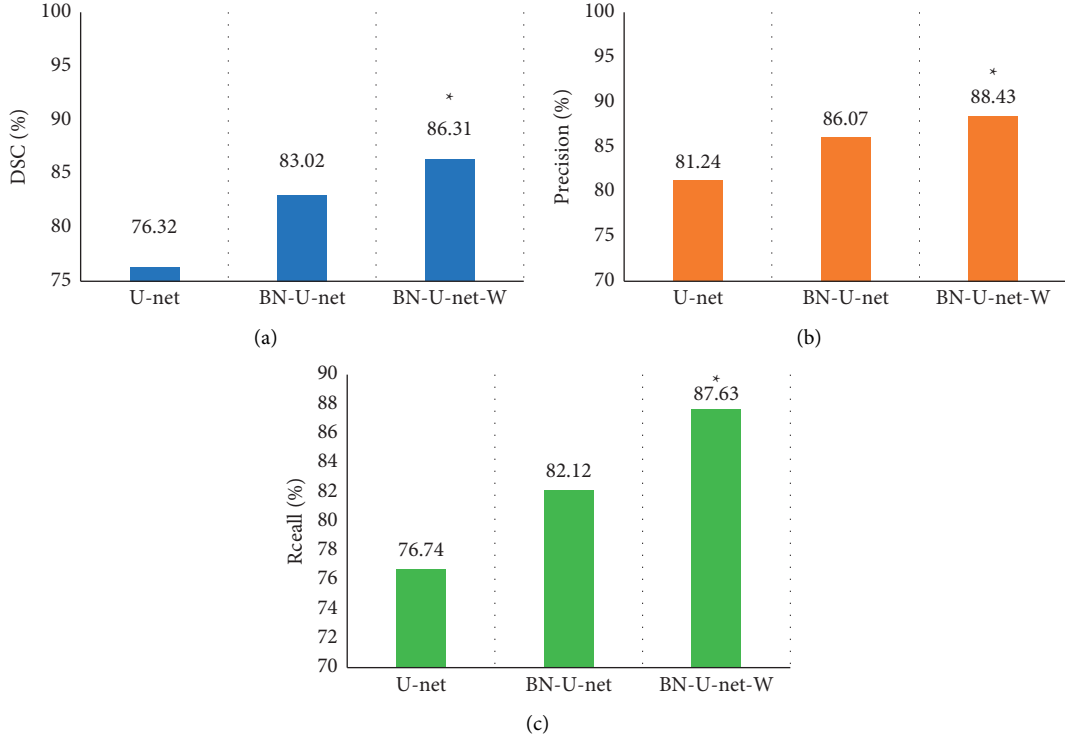 DSC (%)
100
95
90
85
80
75
76.32
83.02
*
86.31
U-net
BN-U-net
BN-U-net-W
(a)
Precision (%)
100
95
90
85
80
75
70
81.24
86.07
*
88.43
U-net
BN-U-net
BN-U-net-W
(b)
Rceall (%)
90
88
86
84
82
80
78
76
74
72
70
76.74
82.12
*
87.63
U-net
BN-U-net
BN-U-net-W
(c)